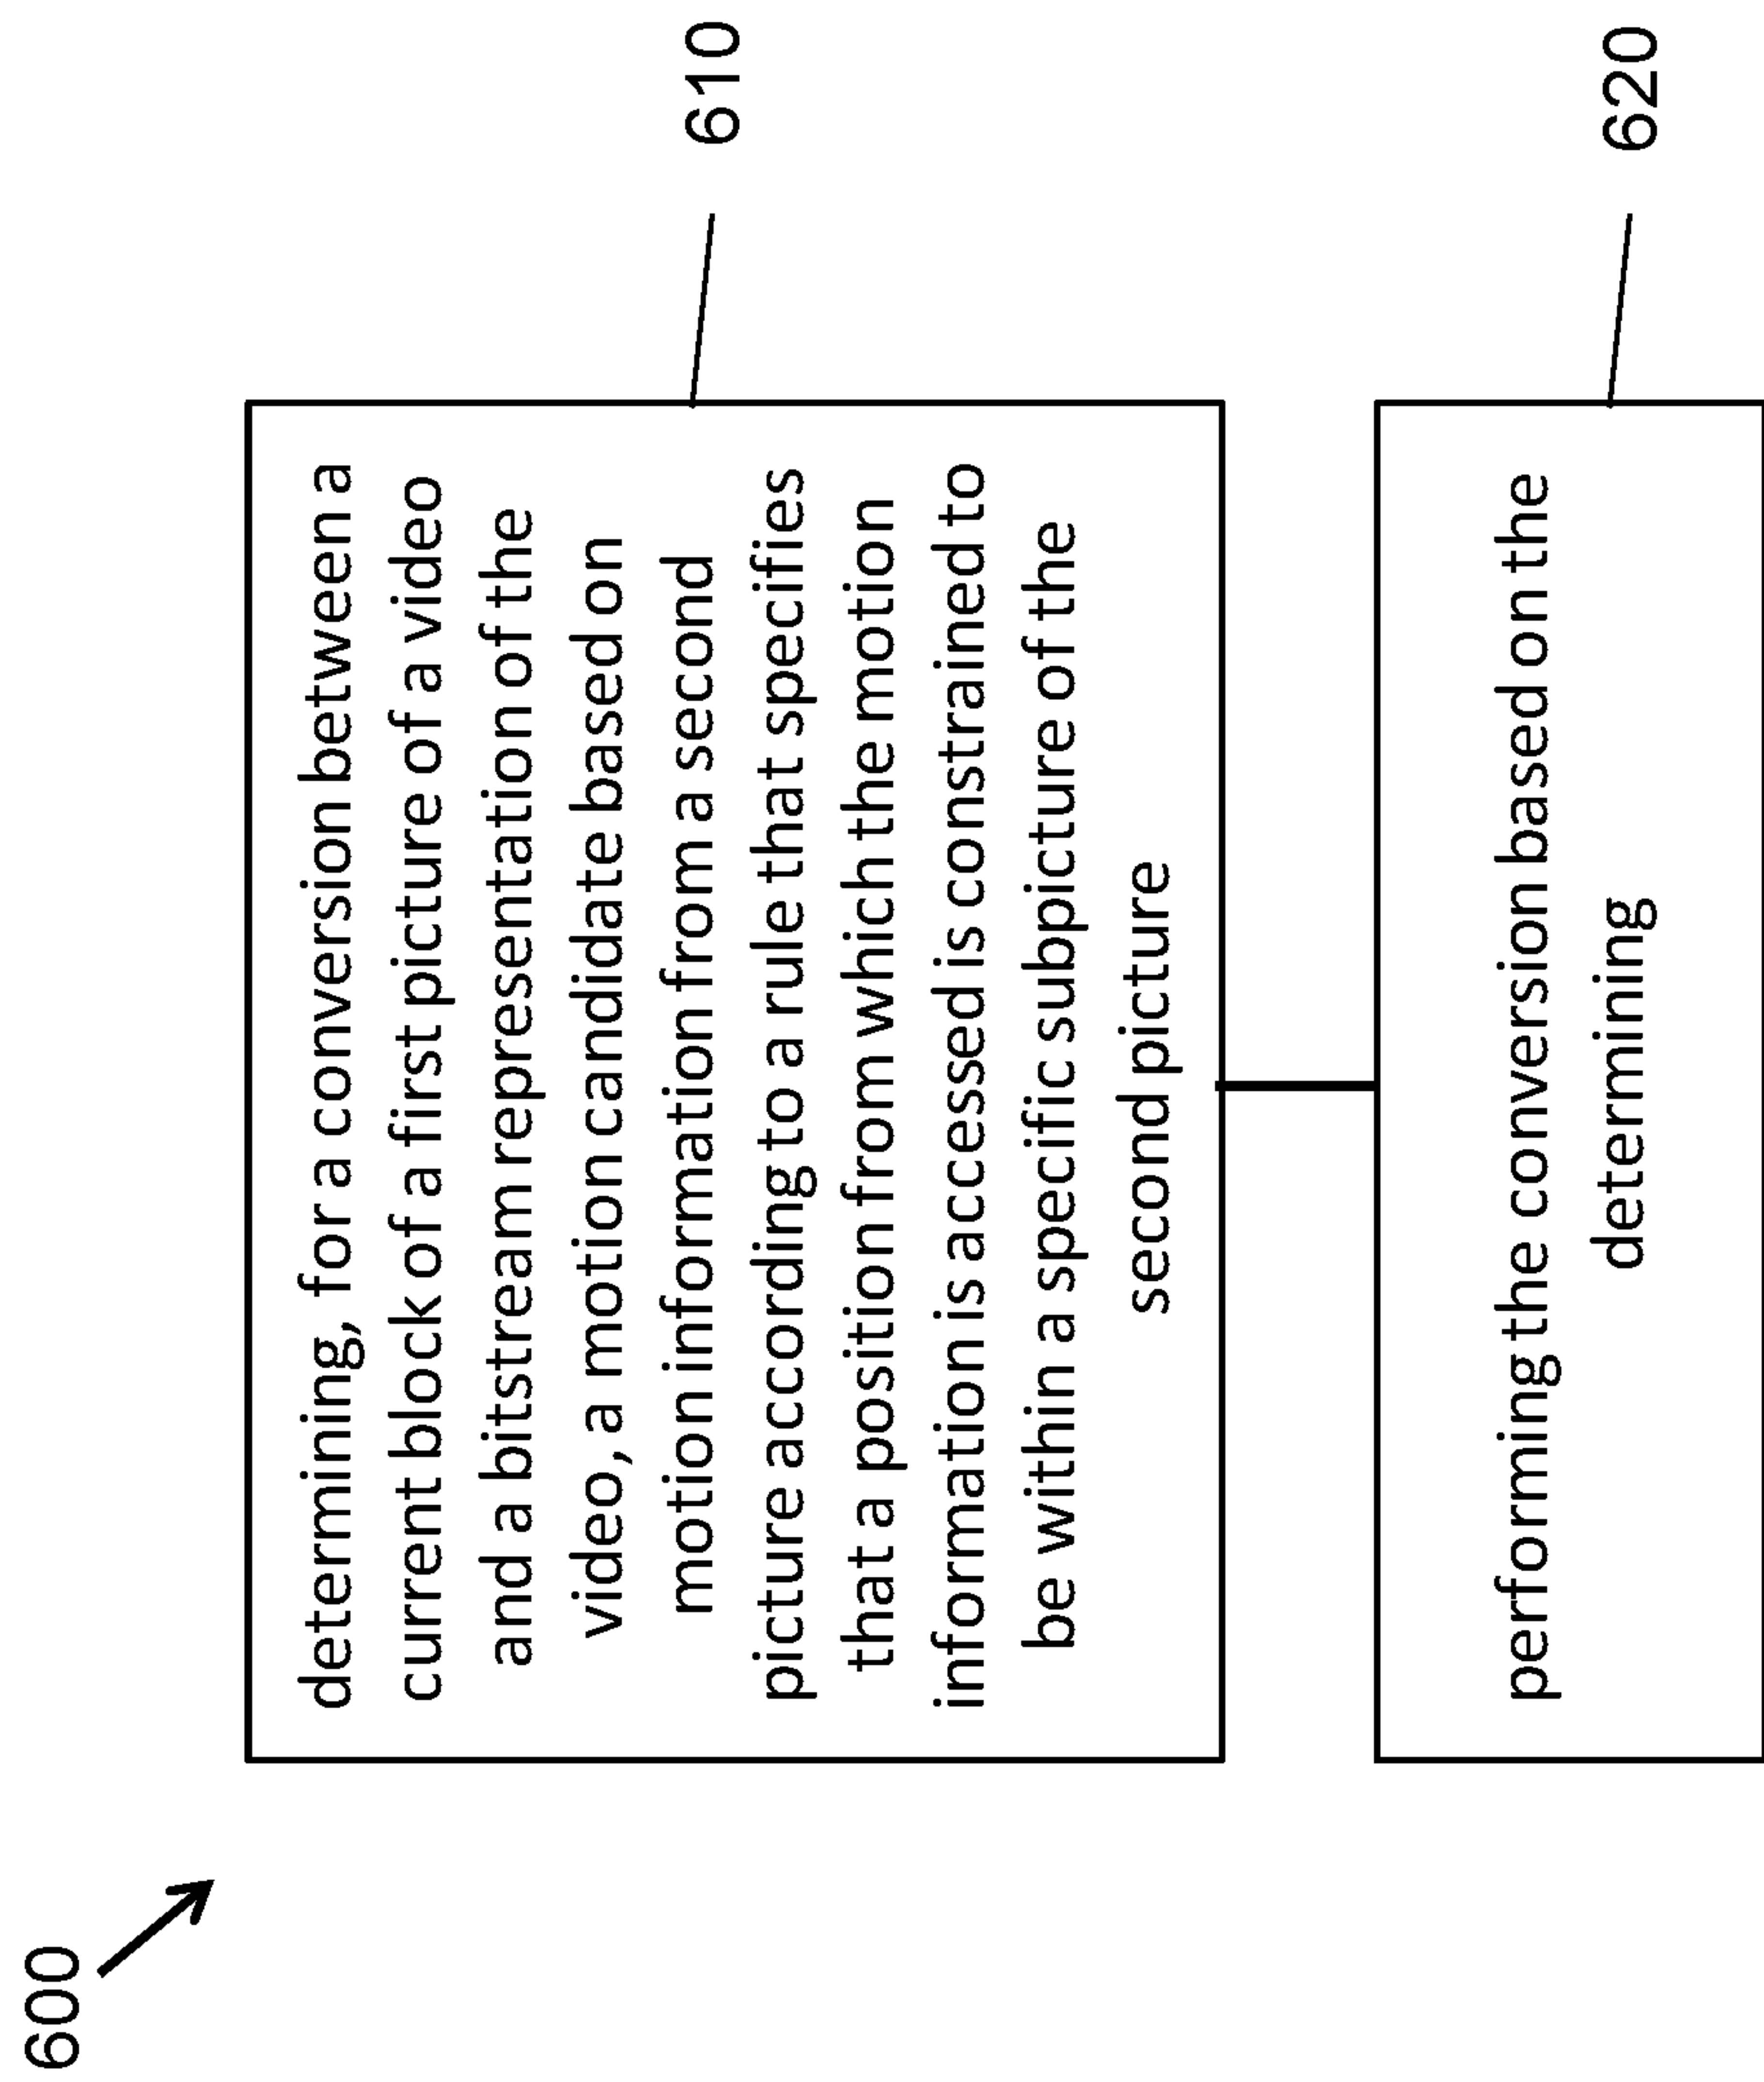 600
determining, for a conversion between a
current block of a first picture of a video
and a bitstream representation of the
video, a motion candidate based on
motion information from a second
picture according to a rule that specifies
that a position from which the motion
information is accessed is constrained to
be within a specific subpicture of the
second picture
610
performing the conversion based on the
determining
620